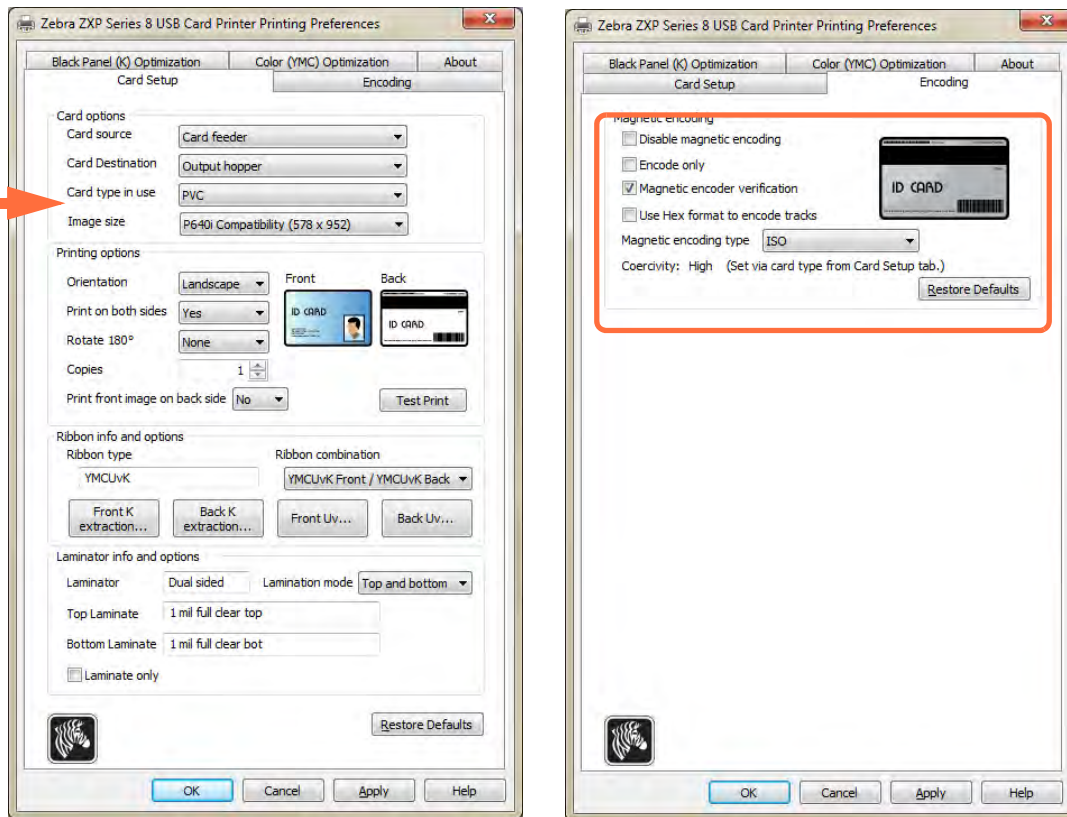 Zebra ZXP Series 8 USB Card Printer Printing Preferences
Black Panel (K) Optimization Color (YMC) Optimization About
Card Setup Encoding
Card options
Card source Card feeder
Card Destination Output hopper
Card type in use PVC
Image size P640i Compatibility (578 x 952)
Printing options
Orientation Landscape Front Back
Print on both sides Yes
ID CARD
ID CARD
Rotate 180° None
Copies 1
Print front image on back side No Test Print
Ribbon info and options
Ribbon type Ribbon combination
YMCUvK YMCUvK Front / YMCUvK Back
Front K extraction... Back K extraction... Front Uv... Back Uv...
Laminator info and options
Laminator Dual sided Lamination mode Top and bottom
Top Laminate 1 mil full clear top
Bottom Laminate 1 mil full clear bot
Laminate only
Restore Defaults
OK Cancel Apply Help
Zebra ZXP Series 8 USB Card Printer Printing Preferences
Black Panel (K) Optimization Color (YMC) Optimization About
Card Setup Encoding
Magnetic encoding
Disable magnetic encoding
Encode only
Magnetic encoder verification
ID CARD
Use Hex format to encode tracks
Magnetic encoding type ISO
Coercivity: High (Set via card type from Card Setup tab.)
Restore Defaults
OK Cancel Apply Help